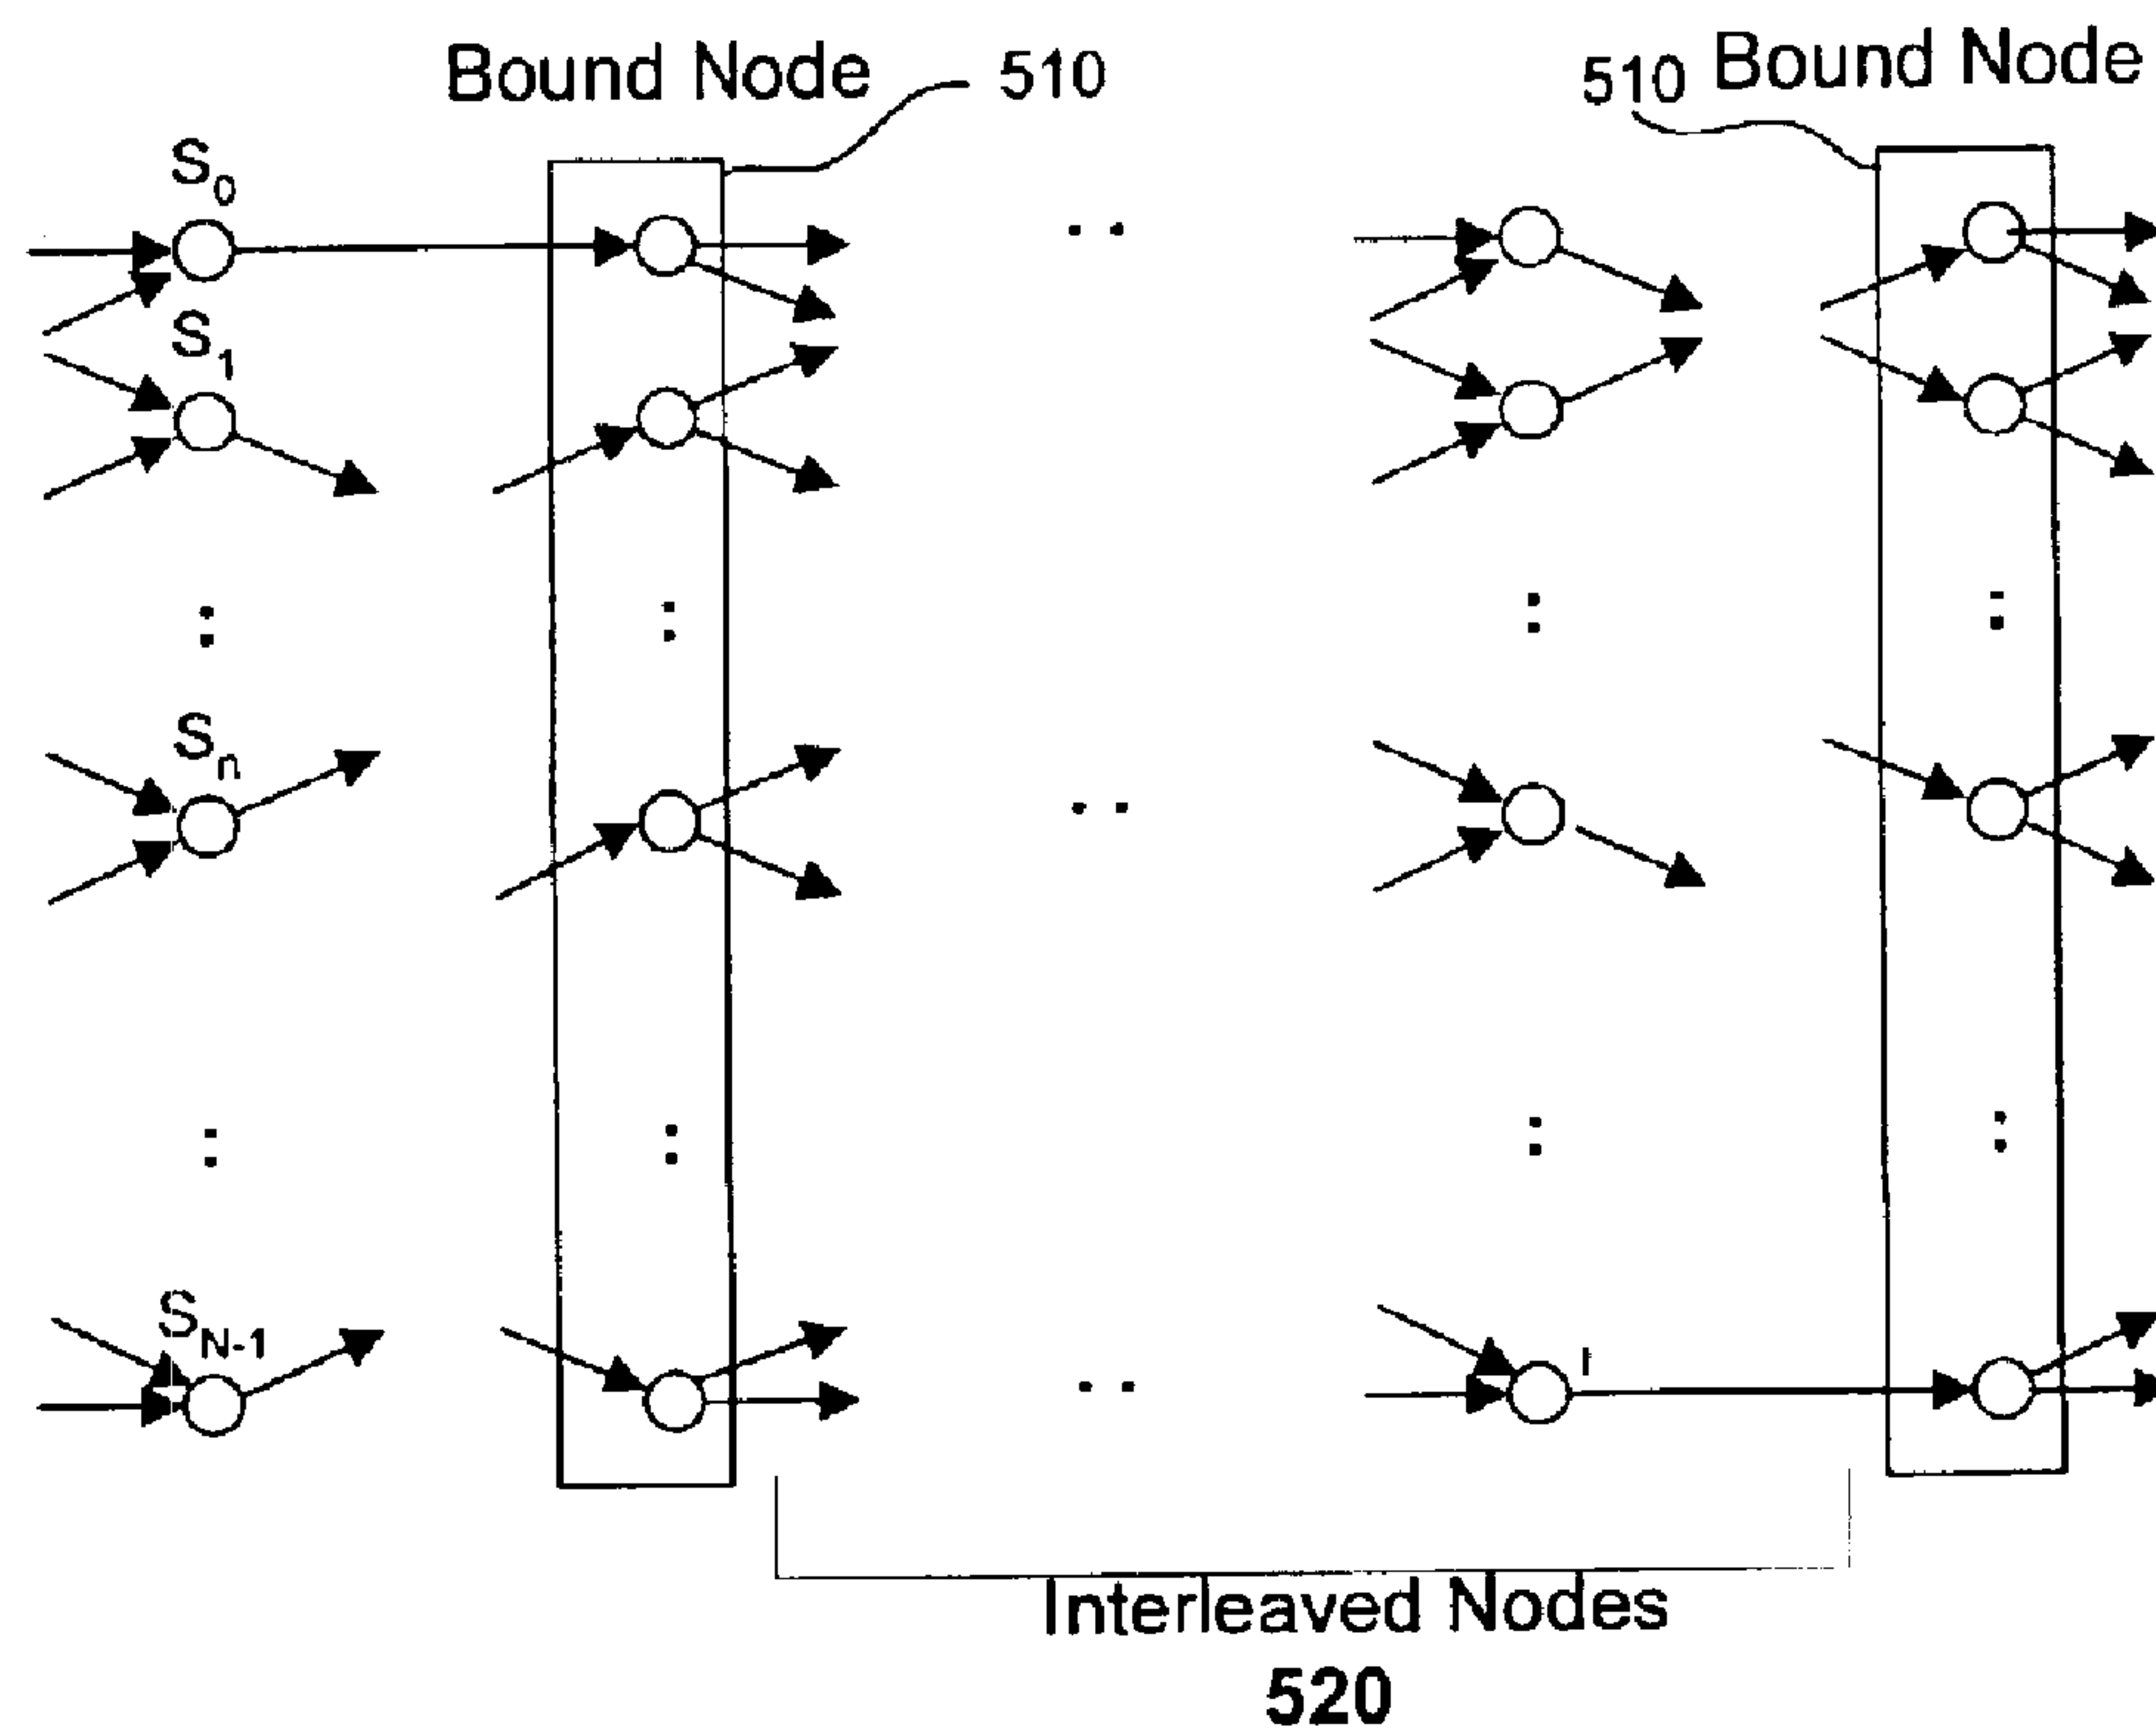 Bound Node
510
510
Bound Node
S0
S1
Sn
SN-1
Interleaved Nodes
520